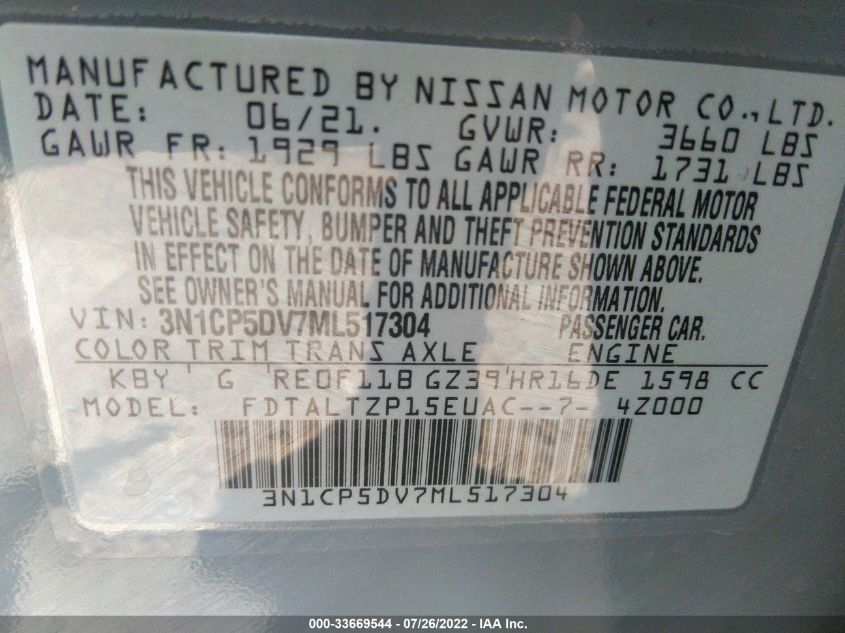 MANUFACTURED BY NISSAN MOTOR CO., LTD.
DATE: 06/21. GVWR: 3660 LBS
GAWR FR: 1929 LBS GAWR RR: 1731 LBS
THIS VEHICLE CONFORMS TO ALL APPLICABLE FEDERAL MOTOR
VEHICLE SAFETY, BUMPER AND THEFT PREVENTION STANDARDS
IN EFFECT ON THE DATE OF MANUFACTURE SHOWN ABOVE.
SEE OWNER'S MANUAL FOR ADDITIONAL INFORMATION.
VIN: 3N1CP5DV7ML517304 PASSENGER CAR.
COLOR TRIM TRANS AXLE ENGINE
KBY ' G 'RE0F11B GZ39'HR16DE 1598 CC
MODEL: FDTALTZP15EUAC--7- 4Z000
3N1CP5DV7ML517304
000-33669544 - 07/26/2022 - IAA Inc.